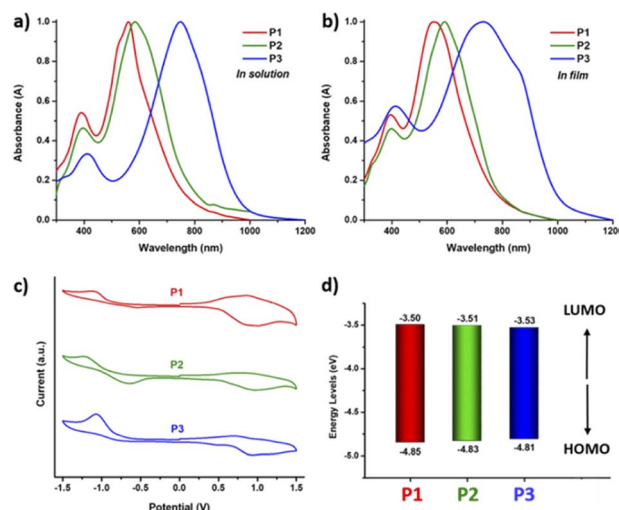 a)
P1
P2
P3
In solution
Absorbance (A)
1.0
0.8
0.6
0.4
0.2
0.0
400 600 800 1000 1200
Wavelength (nm)
b)
P1
P2
P3
In film
Absorbance (A)
1.0
0.8
0.6
0.4
0.2
0.0
400 600 800 1000 1200
Wavelength (nm)
c)
P1
P2
P3
Current (a.u.)
-1.5 -1.0 -0.5 0.0 0.5 1.0 1.5
Potential (V)
d)
-3.50 -3.51 -3.53
LUMO
Energy Levels (eV)
-3.5
-4.0
-4.5
-5.0
-4.85 -4.83 -4.81
HOMO
P1 P2 P3